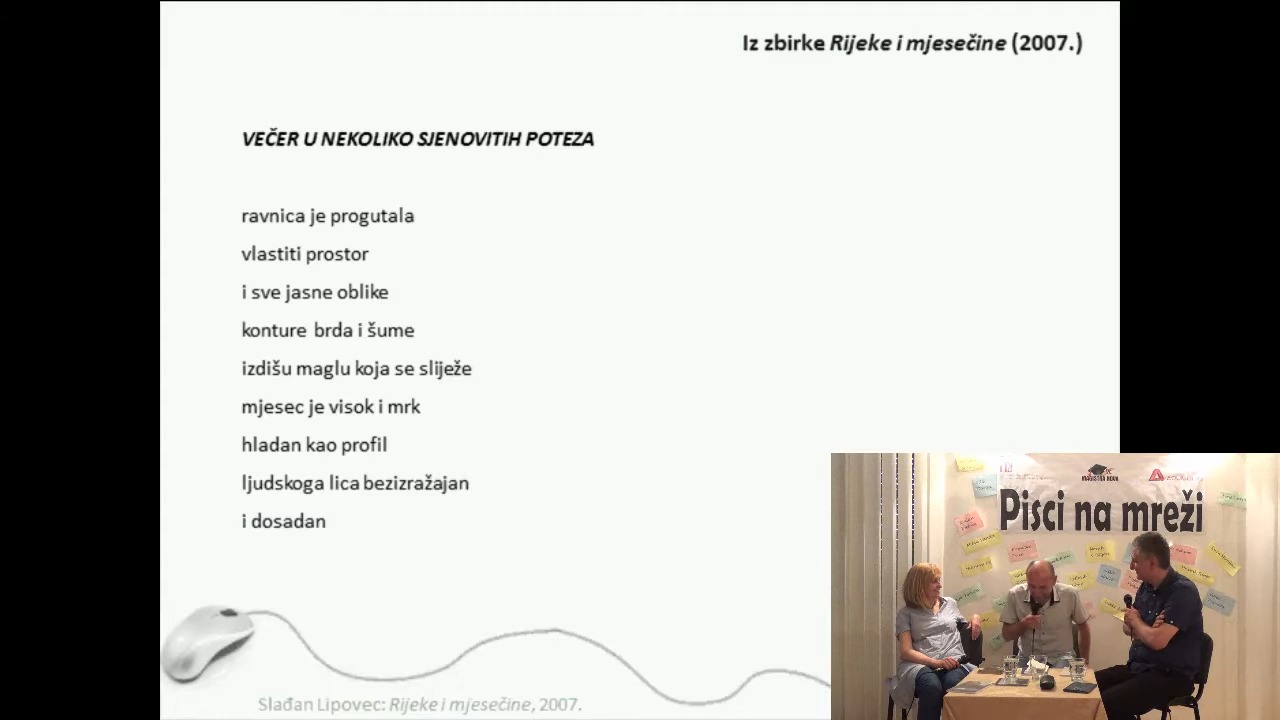 Iz zbirke Rijeke i mjesečine (2007.)
VEČER U NEKOLIKO SJENOVITIH POTEZA
ravnica je progutala
vlastiti prostor
i sve jasne oblike
konture brda i šume
izdišu maglu koja se sliježe
mjesec je visok i mrk
hladan kao profil
ljudskoga lica bezizražajan
i dosadan
Slađan Lipovec: Rijeke i mjesečine, 2007.
MAGISTRA NOVA
Pisci na mreži